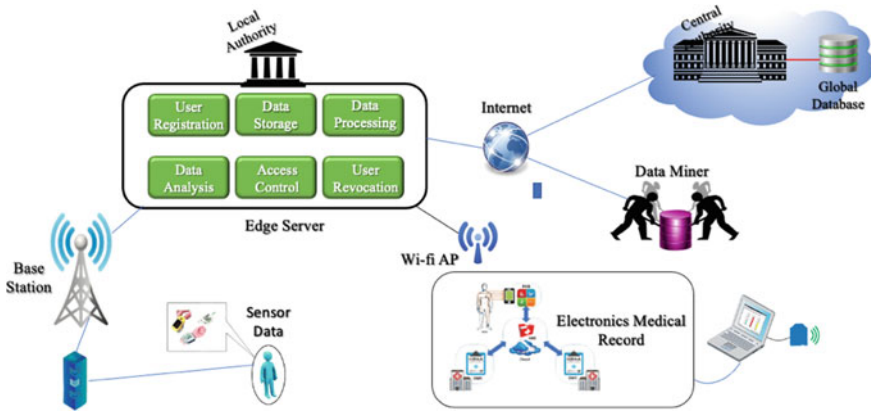 Local
Authority
User
Registration
Data
Storage
Data
Processing
Data
Analysis
Access
Control
User
Revocation
Edge Server
Internet
Central
Authority
Global
Database
Data Miner
Wi-fi AP
Base
Station
Sensor
Data
Electronics Medical
Record